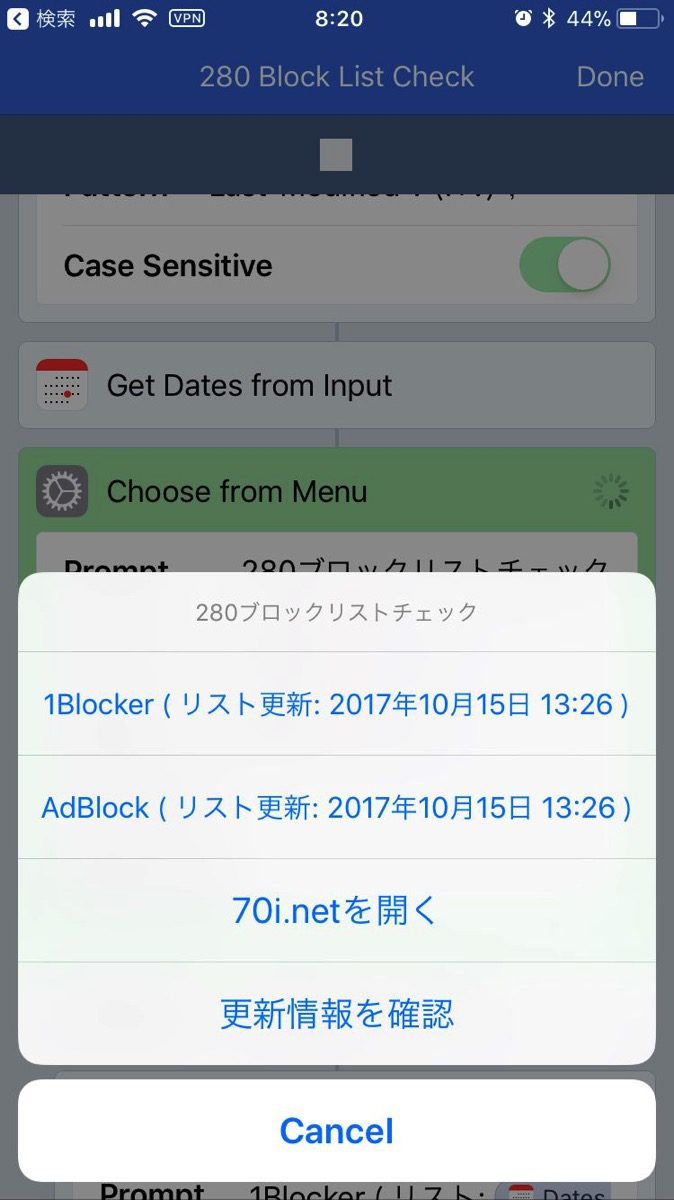 検索 VPN 8:20 44%
280 Block List Check Done
Case Sensitive
Get Dates from Input
Choose from Menu
Prompt 280ブロックリストチェック
280ブロックリストチェック
1Blocker ( リスト更新: 2017年10月15日 13:26 )
AdBlock ( リスト更新: 2017年10月15日 13:26 )
70i.netを開く
更新情報を確認
Cancel
Prompt 1Blocker ( リスト: Dates